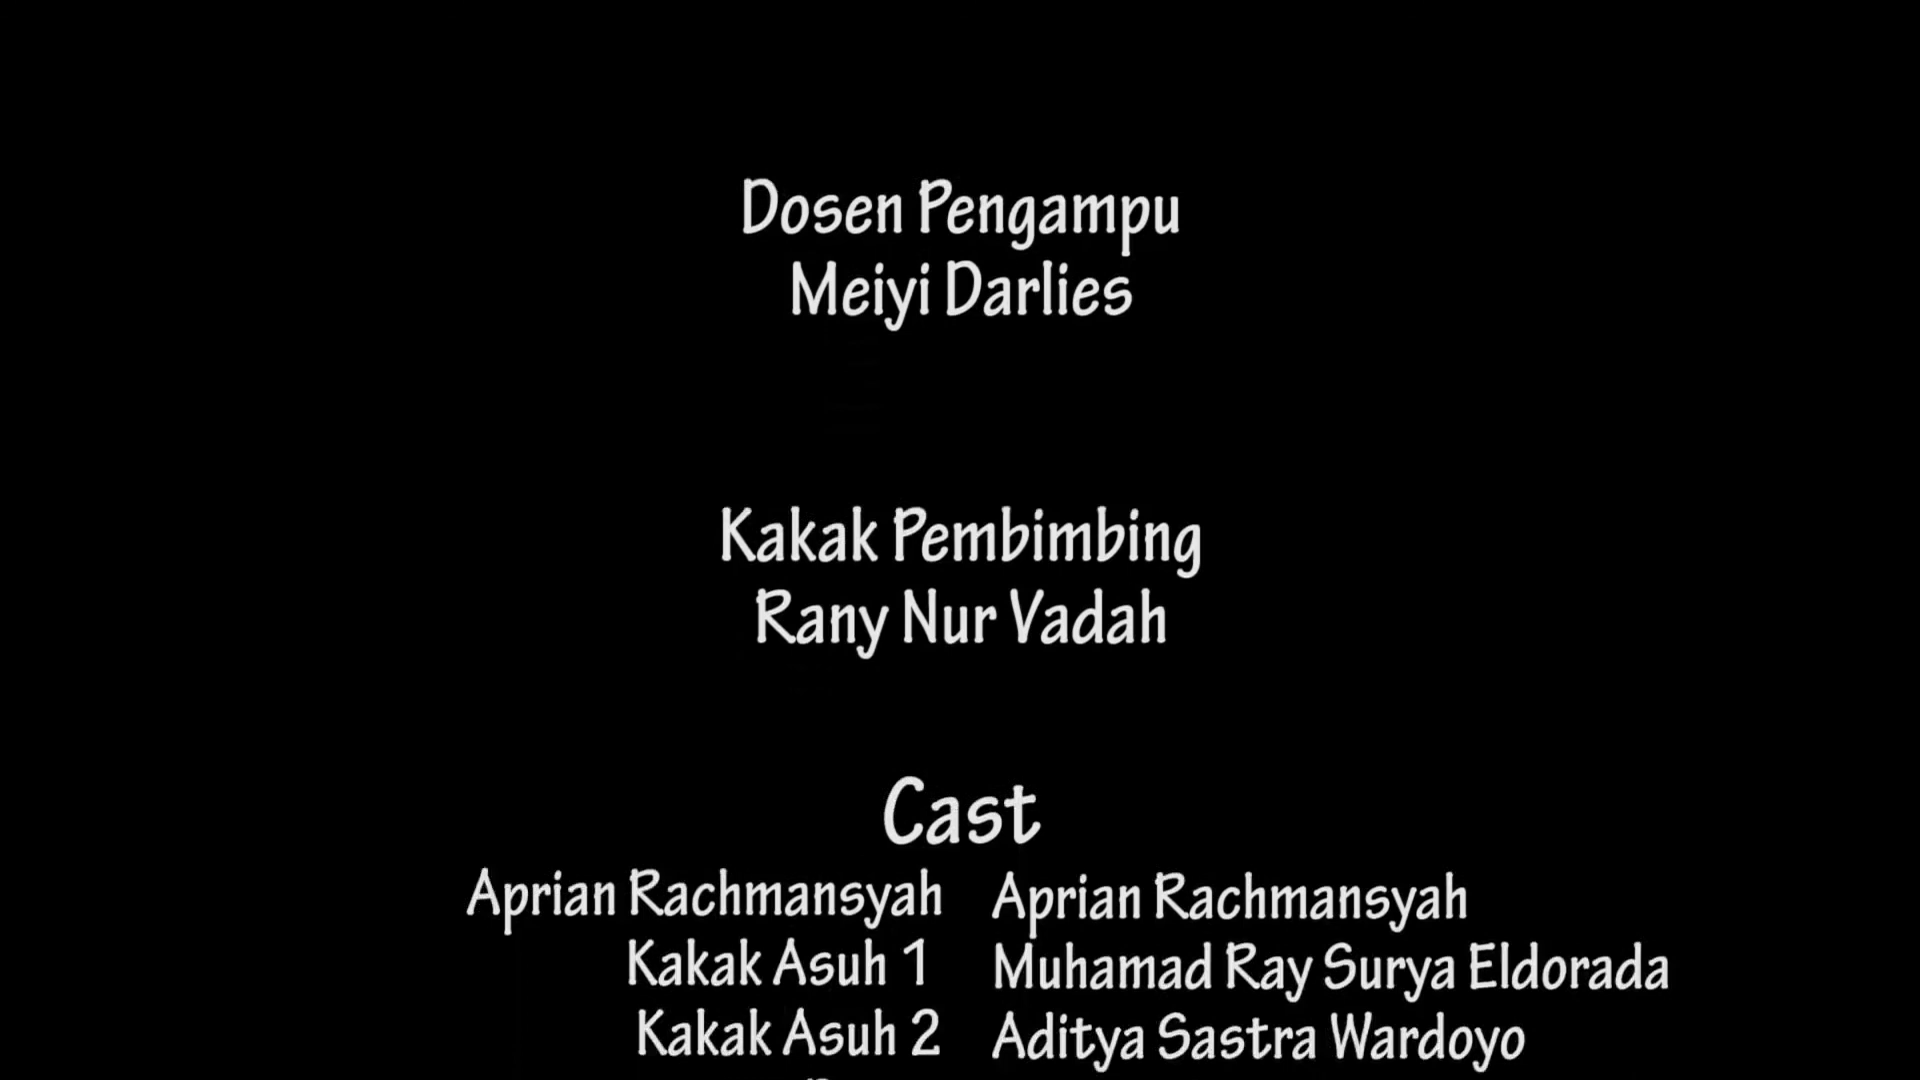 Dosen Pengampu
Meiyi Darlies
Kakak Pembimbing
Rany Nur Vadah
Cast
Aprian Rachmansyah Aprian Rachmansyah
Kakak Asuh 1 Muhamad Ray Surya Eldorada
Kakak Asuh 2 Aditya Sastra Wardoyo